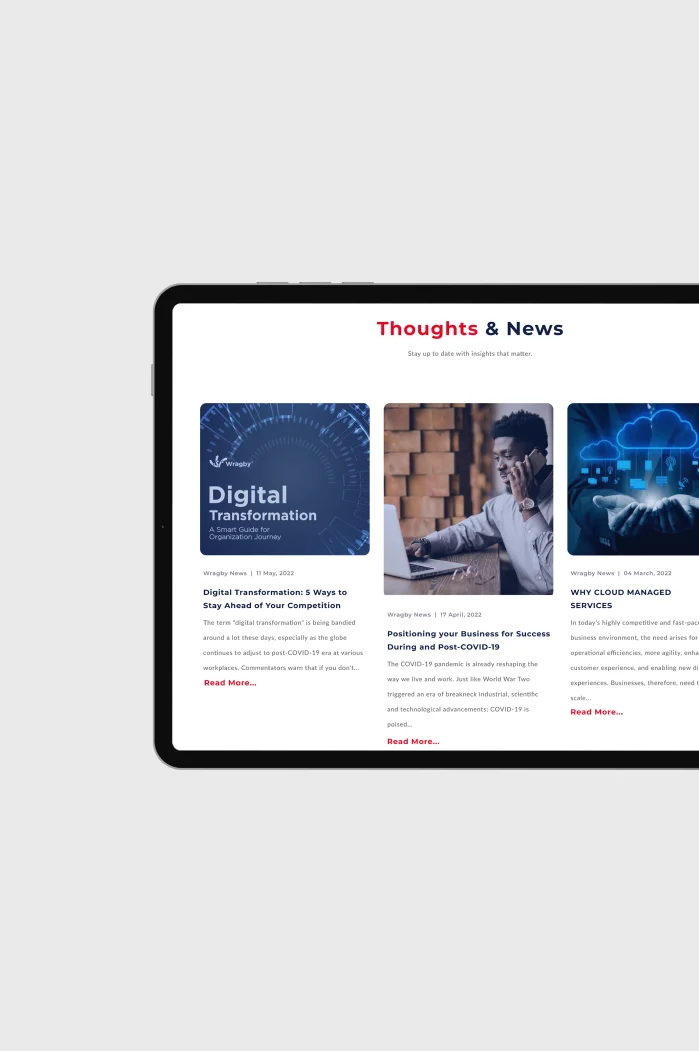 Thoughts & News
Stay up to date with insights that matter.
Wragby
Digital
Transformation
A Smart Guide for
Organization Journey
Wragby News | 11 May, 2022
Digital Transformation: 5 Ways to
Stay Ahead of Your Competition
The term "digital transformation" is being bandied
around a lot these days, especially as the globe
continues to adjust to post-COVID-19 era at various
workplaces. Commentators warn that if you don't...
Read More...
Wragby News | 17 April, 2022
Positioning your Business for Success
During and Post-COVID-19
The COVID-19 pandemic is already reshaping the
way we live and work. Just like World War Two
triggered an era of breakneck industrial, scientific
and technological advancements; COVID-19 is
poised...
Read More...
Wragby News | 04 March, 2022
WHY CLOUD MANAGED
SERVICES
In today's highly competitive and fast-pace
business environment, the need arises for
operational efficiencies, more agility, enha
customer experience, and enabling new di
experiences. Businesses, therefore, need t
scale...
Read More...